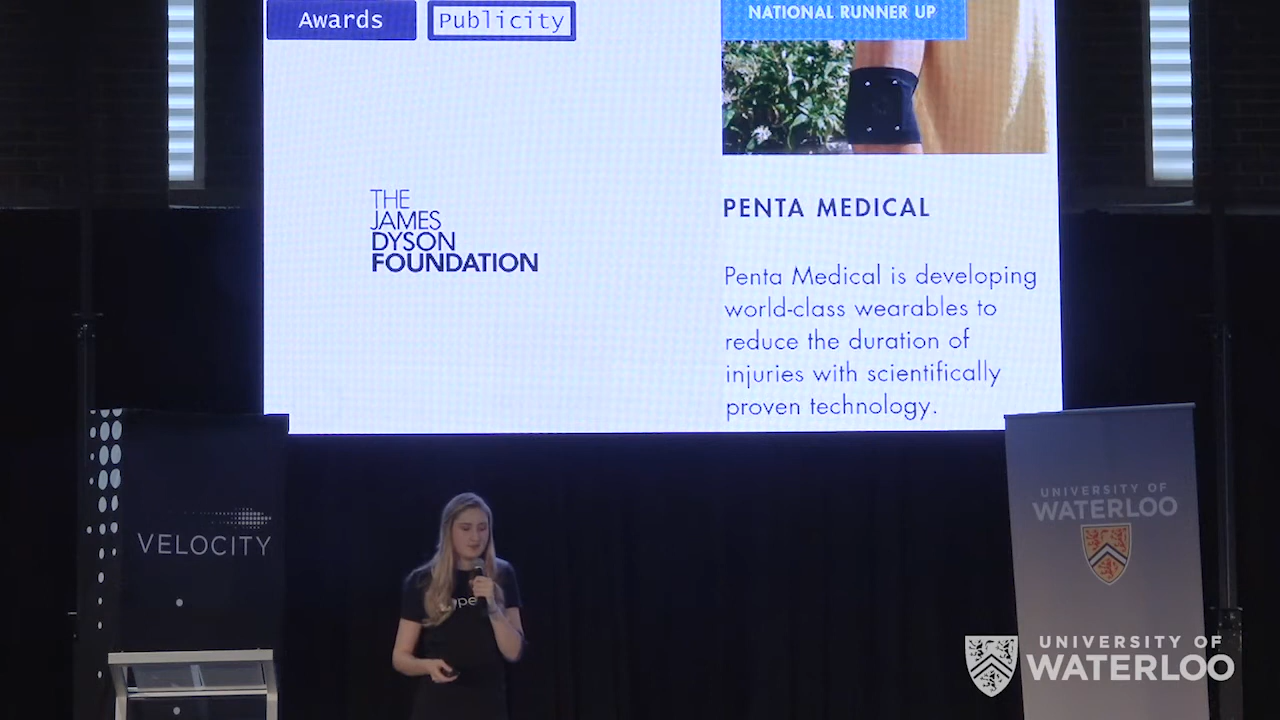 Awards
Publicity
NATIONAL RUNNER UP
THE
JAMES
DYSON
FOUNDATION
PENTA MEDICAL
Penta Medical is developing
world-class wearables to
reduce the duration of
injuries with scientifically
proven technology.
VELOCITY
UNIVERSITY OF
WATERLOO
UNIVERSITY OF
WATERLOO